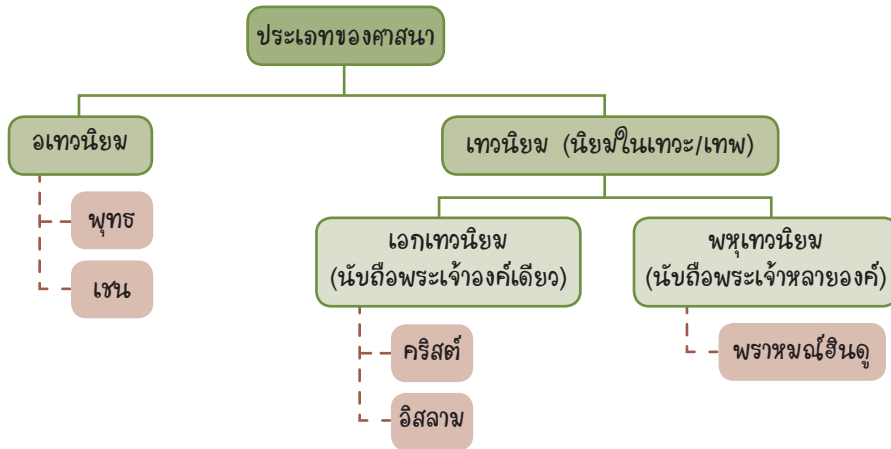 ประเภทของศาสนา
อเทวนิยม
เทวนิยม (นิยมในเทวะ/เทพ)
พุทธ
เชน
เอกเทวนิยม
(นับถือพระเจ้าองค์เดียว)
พหุเทวนิยม
(นับถือพระเจ้าหลายองค์)
คริสต์
อิสลาม
พราหมณ์ฮินดู